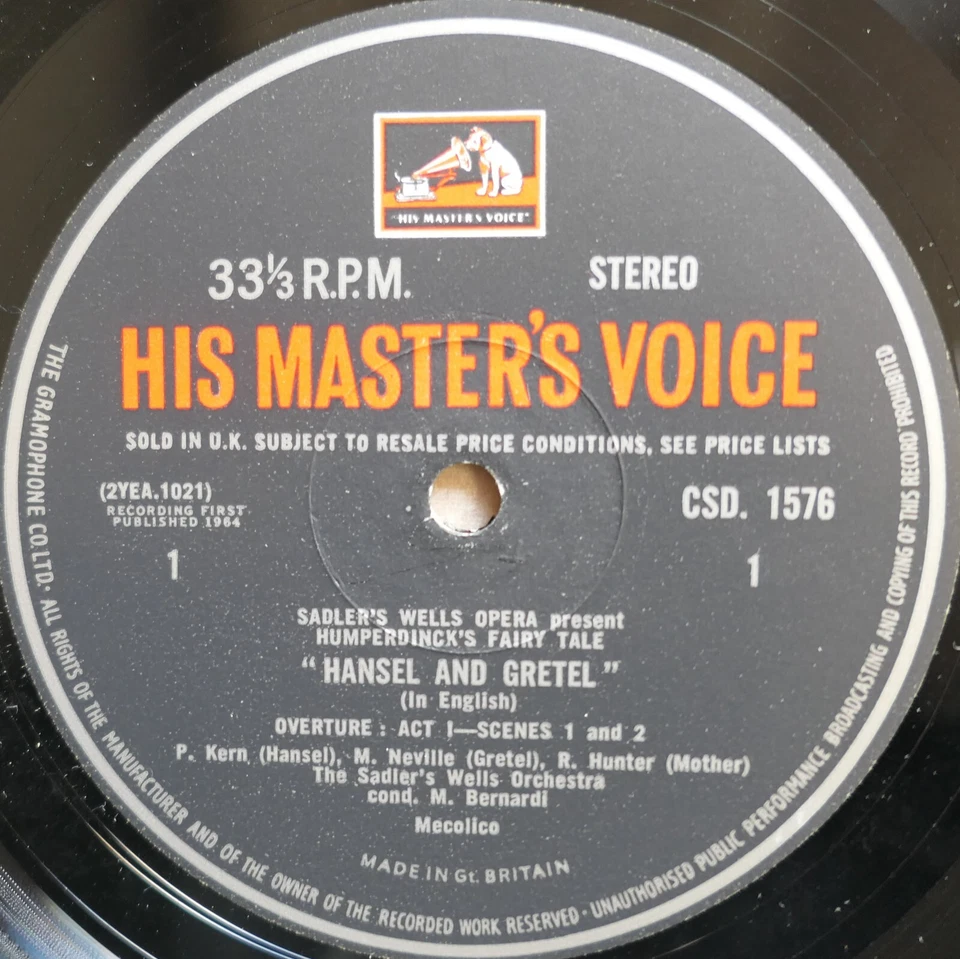 "HIS MASTER'S VOICE"
33⅓ R.P.M.
STEREO
HIS MASTER'S VOICE
SOLD IN U.K. SUBJECT TO RESALE PRICE CONDITIONS, SEE PRICE LISTS
(2YEA.1021)
RECORDING FIRST
PUBLISHED 1964
CSD. 1576
1
1
SADLER'S WELLS OPERA present
HUMPERDINCK'S FAIRY TALE
"HANSEL AND GRETEL"
(In English)
OVERTURE : ACT I—SCENES 1 and 2
P. Kern (Hansel), M. Neville (Gretel), R. Hunter (Mother)
The Sadler's Wells Orchestra
cond. M. Bernardi
Mecolico
MADE IN Gt. BRITAIN
THE GRAMOPHONE CO. LTD. · ALL RIGHTS OF THE MANUFACTURER AND OF THE OWNER OF THE RECORDED WORK RESERVED · UNAUTHORISED PUBLIC PERFORMANCE BROADCASTING AND COPYING OF THIS RECORD PROHIBITED